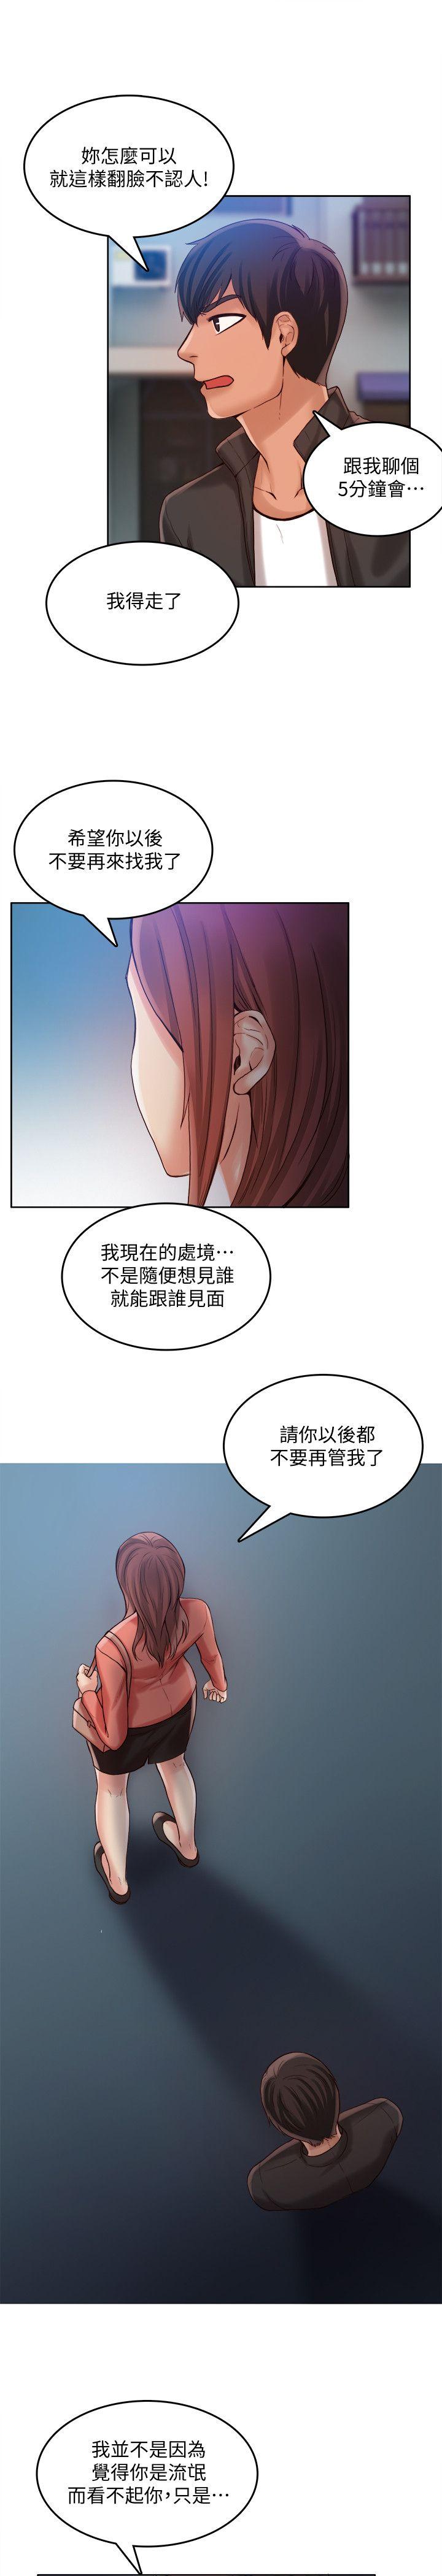 妳怎麼可以
就這樣翻臉不認人!
跟我聊個
5分鐘會⋯
我得走了
希望你以後
不要再來找我了
我現在的處境⋯
不是隨便想見誰
就能跟誰見面
請你以後都
不要再管我了
我並不是因為
覺得你是流氓
而看不起你,只是⋯